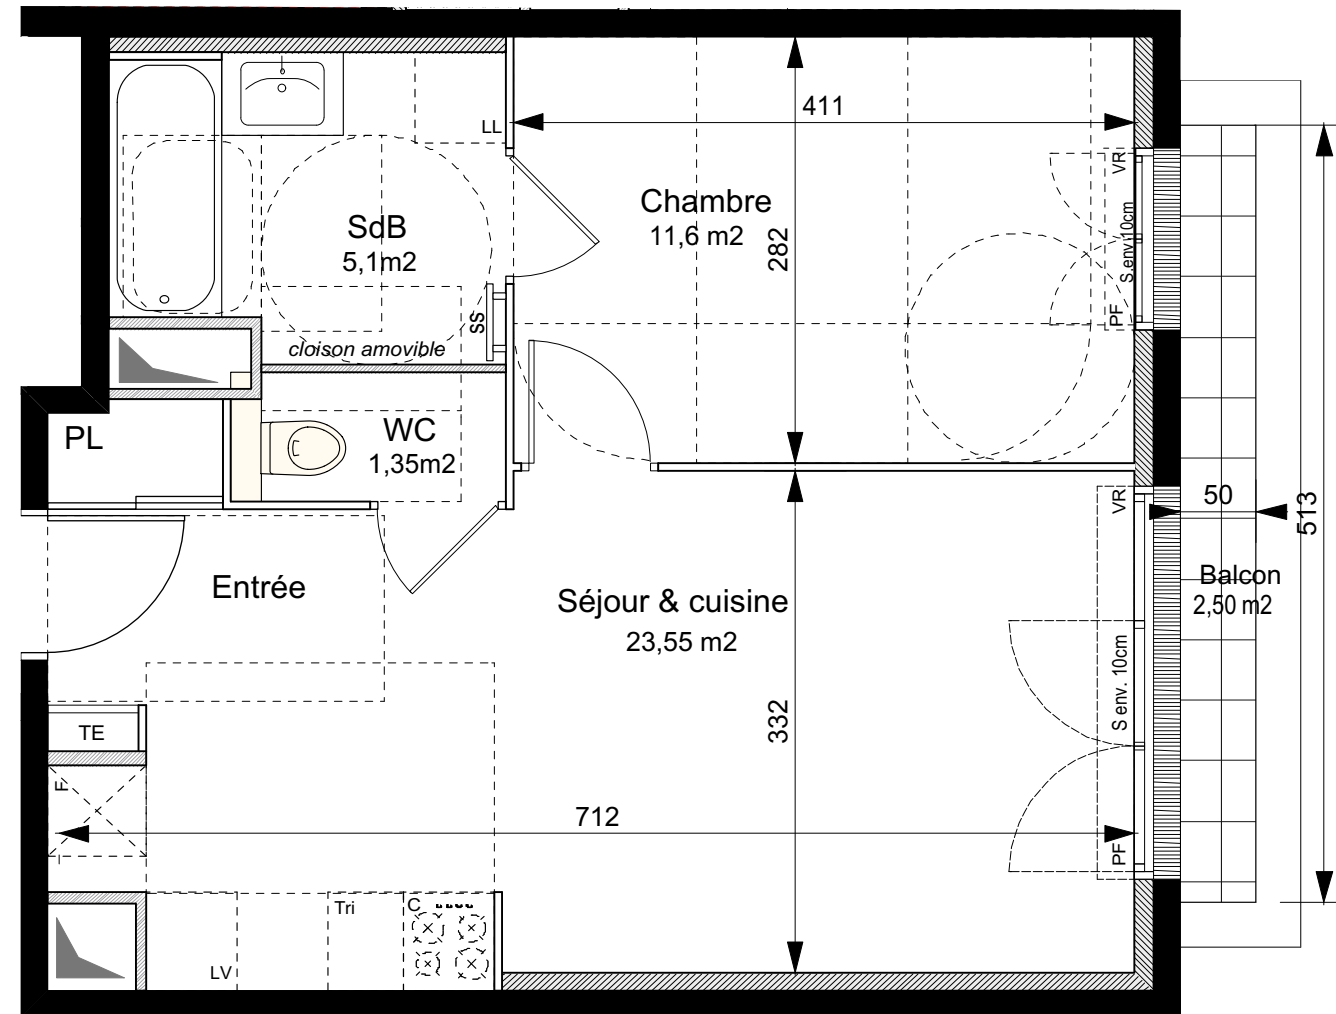 411
LL
VR
Chambre
11,6 m2
SdB
5,1m2
282
S.env.10cm
SS
PF
cloison amovible
PL
WC
1,35m2
VR
50
513
Entrée
Séjour & cuisine
23,55 m2
Balcon
2,50 m2
S env. 10cm
332
TE
F
712
PF
Tri
C
LV